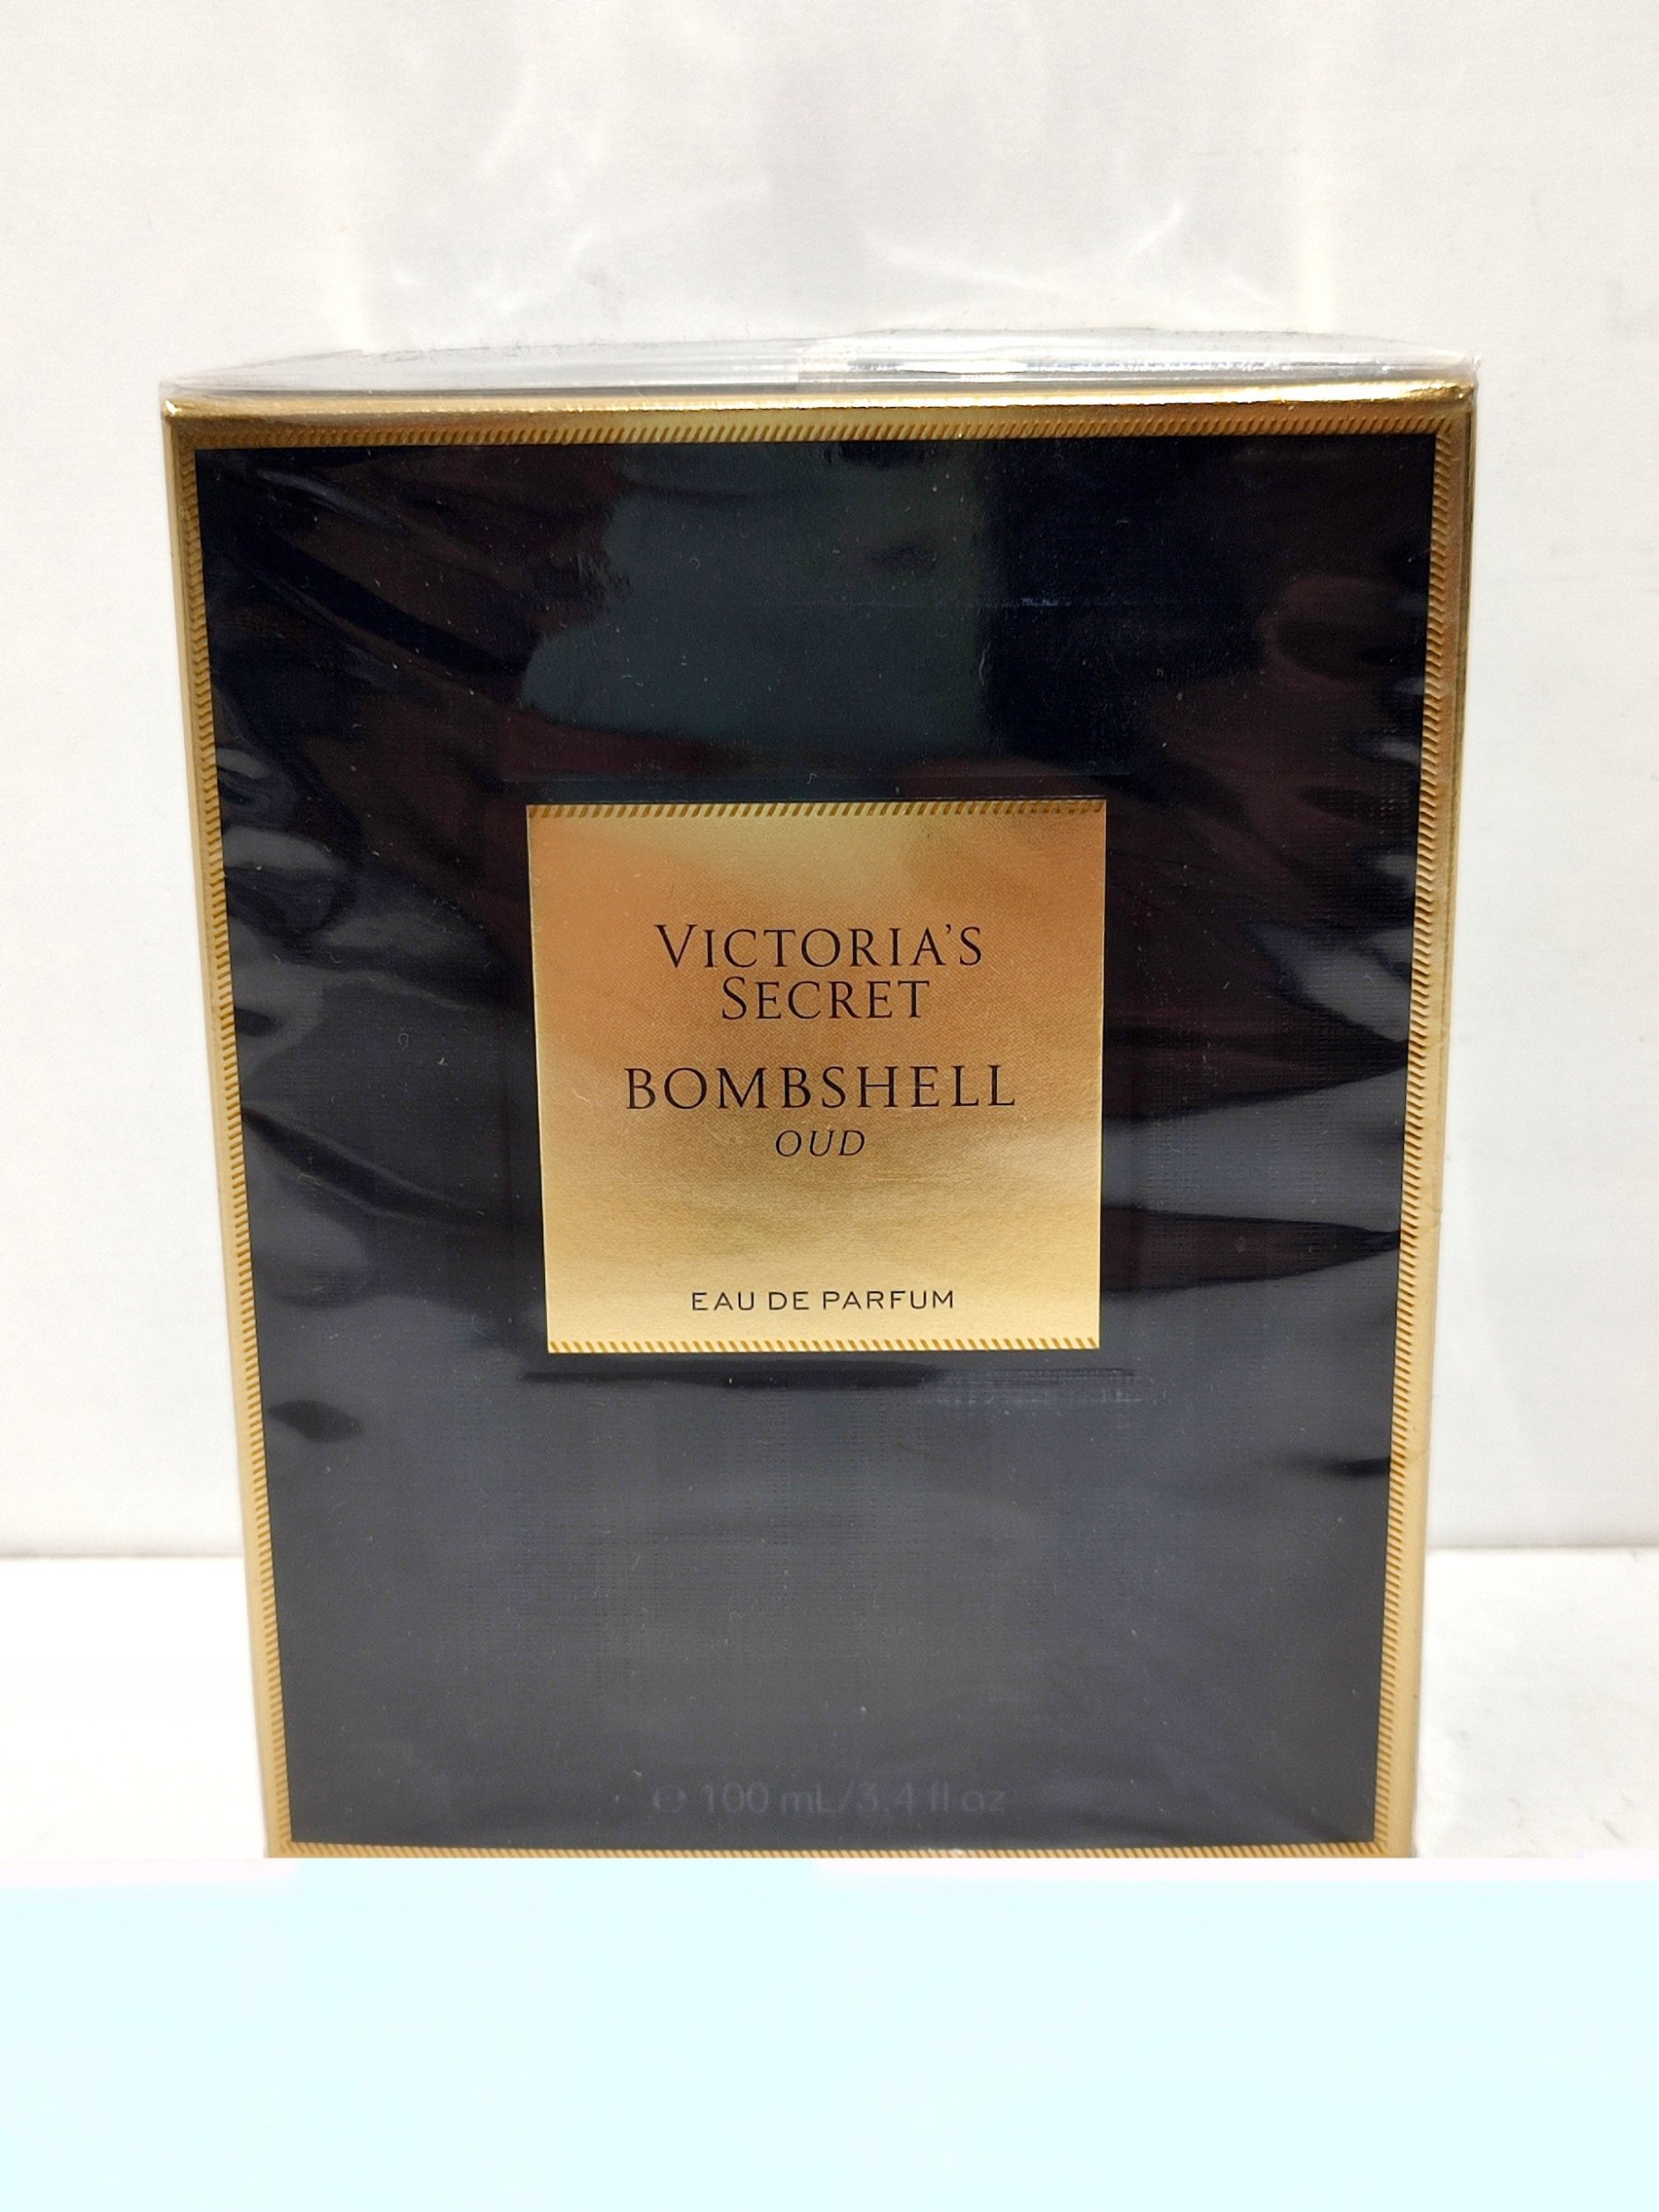 VICTORIA'S
SECRET
BOMBSHELL
OUD
EAU DE PARFUM
℮ 100 mL/3.4 fl oz